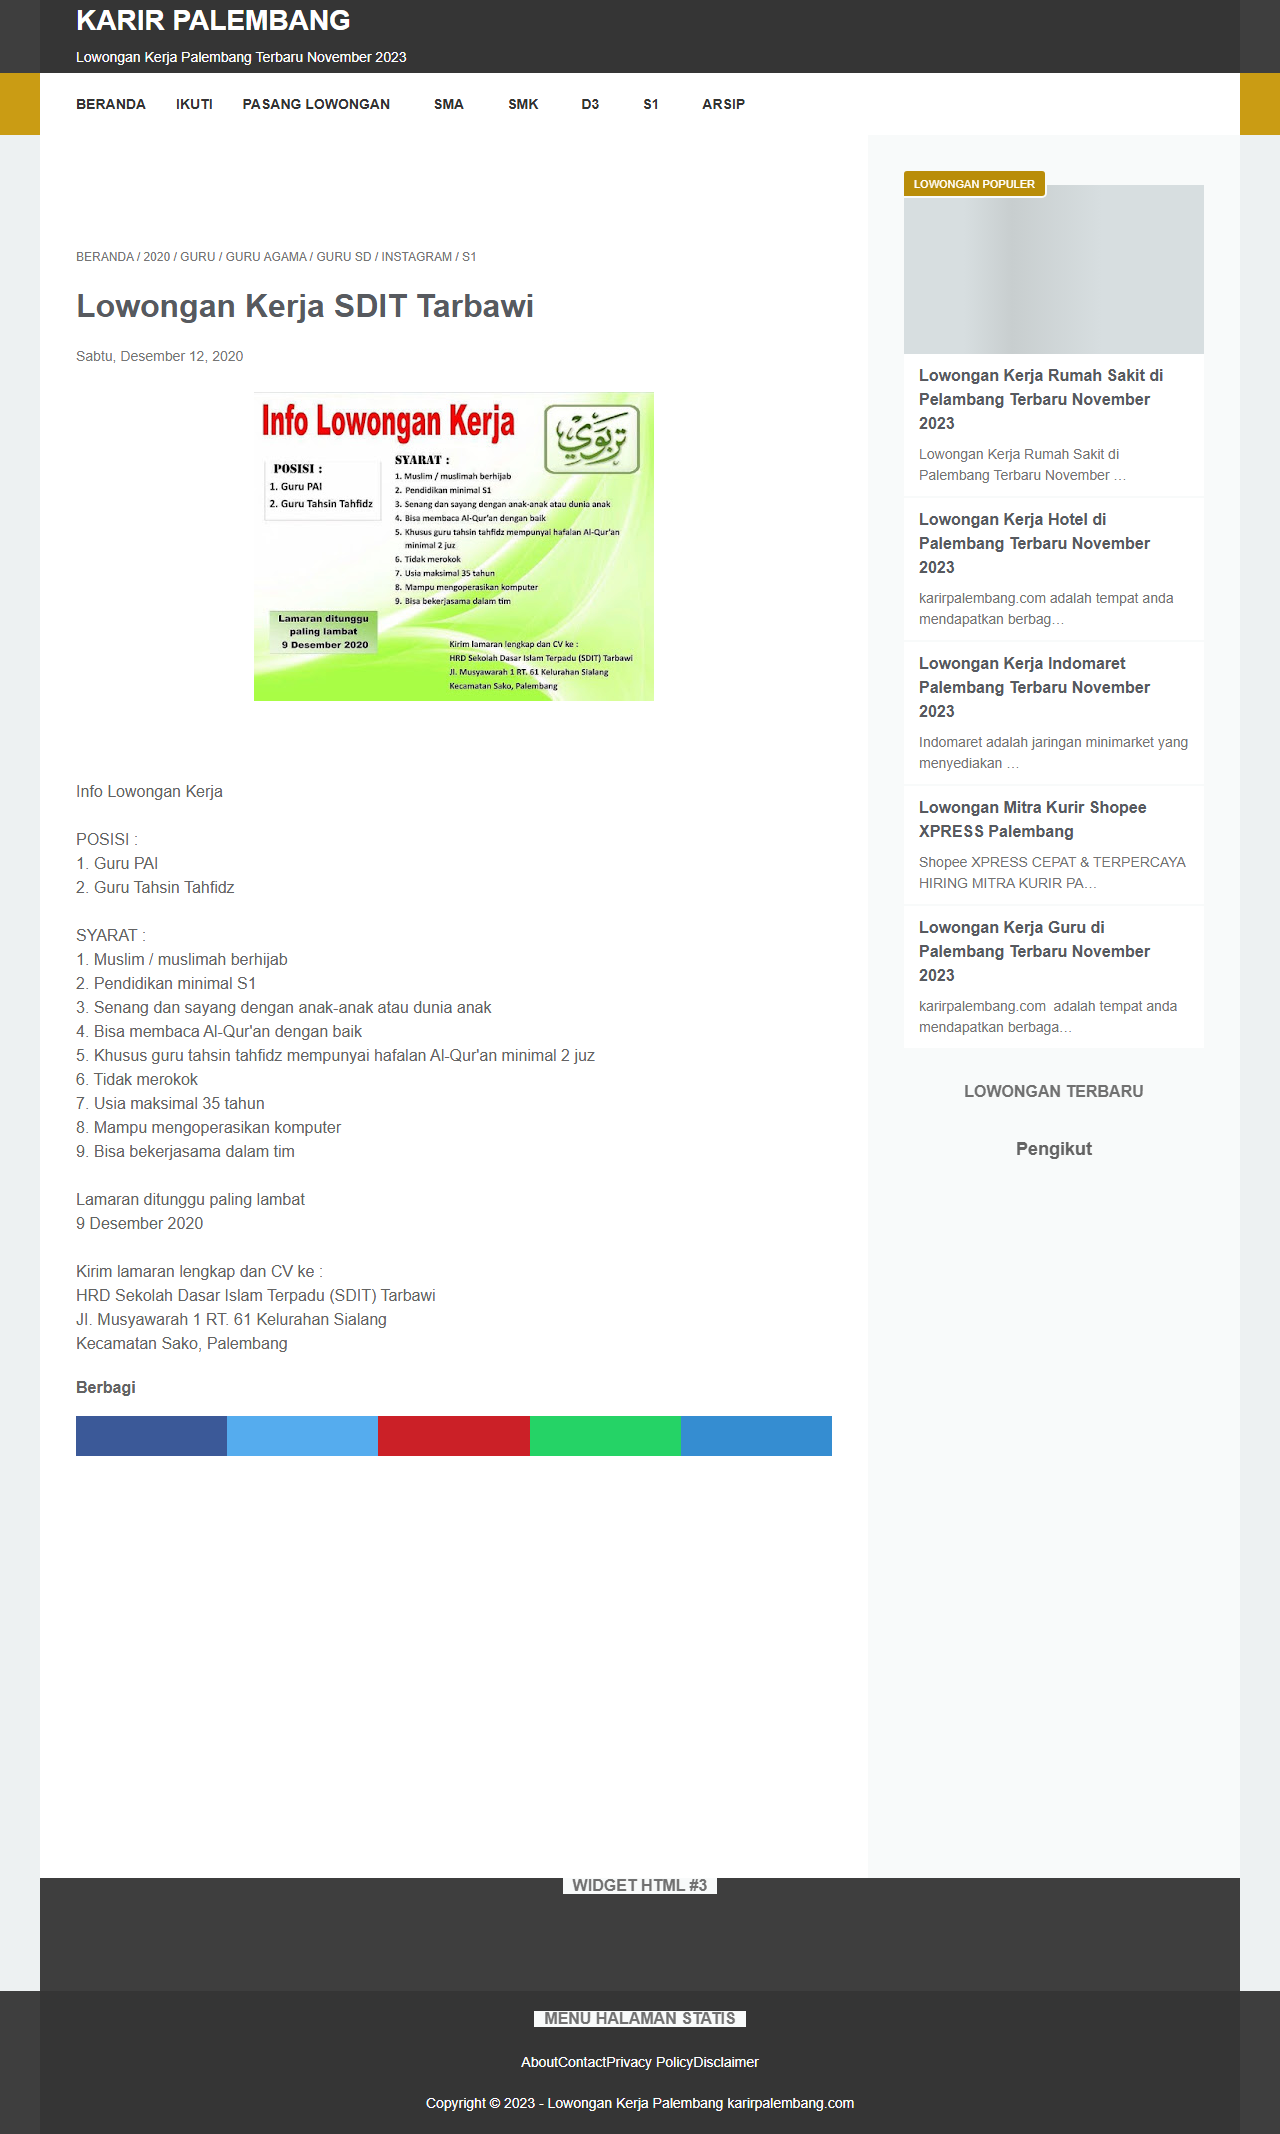 KARIR PALEMBANG
Lowongan Kerja Palembang Terbaru November 2023
BERANDA IKUTI PASANG LOWONGAN SMA SMK D3 S1 ARSIP
BERANDA / 2020 / GURU / GURU AGAMA / GURU SD / INSTAGRAM / S1
Lowongan Kerja SDIT Tarbawi
Sabtu, Desember 12, 2020
Info Lowongan Kerja
تربوي
POSISI :
1. Guru PAI
2. Guru Tahsin Tahfidz
SYARAT :
1. Muslim / muslimah berhijab
2. Pendidikan minimal S1
3. Senang dan sayang dengan anak-anak atau dunia anak
4. Bisa membaca Al-Qur'an dengan baik
5. Khusus guru tahsin tahfidz mempunyai hafalan Al-Qur'an
minimal 2 juz
6. Tidak merokok
7. Usia maksimal 35 tahun
8. Mampu mengoperasikan komputer
9. Bisa bekerjasama dalam tim
Lamaran ditunggu
paling lambat
9 Desember 2020
Kirim lamaran lengkap dan CV ke :
HRD Sekolah Dasar Islam Terpadu (SDIT) Tarbawi
Jl. Musyawarah 1 RT. 61 Kelurahan Sialang
Kecamatan Sako, Palembang
Info Lowongan Kerja
POSISI :
1. Guru PAI
2. Guru Tahsin Tahfidz
SYARAT :
1. Muslim / muslimah berhijab
2. Pendidikan minimal S1
3. Senang dan sayang dengan anak-anak atau dunia anak
4. Bisa membaca Al-Qur'an dengan baik
5. Khusus guru tahsin tahfidz mempunyai hafalan Al-Qur'an minimal 2 juz
6. Tidak merokok
7. Usia maksimal 35 tahun
8. Mampu mengoperasikan komputer
9. Bisa bekerjasama dalam tim
Lamaran ditunggu paling lambat
9 Desember 2020
Kirim lamaran lengkap dan CV ke :
HRD Sekolah Dasar Islam Terpadu (SDIT) Tarbawi
Jl. Musyawarah 1 RT. 61 Kelurahan Sialang
Kecamatan Sako, Palembang
Berbagi
LOWONGAN POPULER
Lowongan Kerja Rumah Sakit di
Pelambang Terbaru November
2023
Lowongan Kerja Rumah Sakit di
Palembang Terbaru November …
Lowongan Kerja Hotel di
Palembang Terbaru November
2023
karirpalembang.com adalah tempat anda
mendapatkan berbag…
Lowongan Kerja Indomaret
Palembang Terbaru November
2023
Indomaret adalah jaringan minimarket yang
menyediakan …
Lowongan Mitra Kurir Shopee
XPRESS Palembang
Shopee XPRESS CEPAT & TERPERCAYA
HIRING MITRA KURIR PA…
Lowongan Kerja Guru di
Palembang Terbaru November
2023
karirpalembang.com  adalah tempat anda
mendapatkan berbaga…
LOWONGAN TERBARU
Pengikut
WIDGET HTML #3
MENU HALAMAN STATIS
AboutContactPrivacy PolicyDisclaimer
Copyright © 2023 - Lowongan Kerja Palembang karirpalembang.com